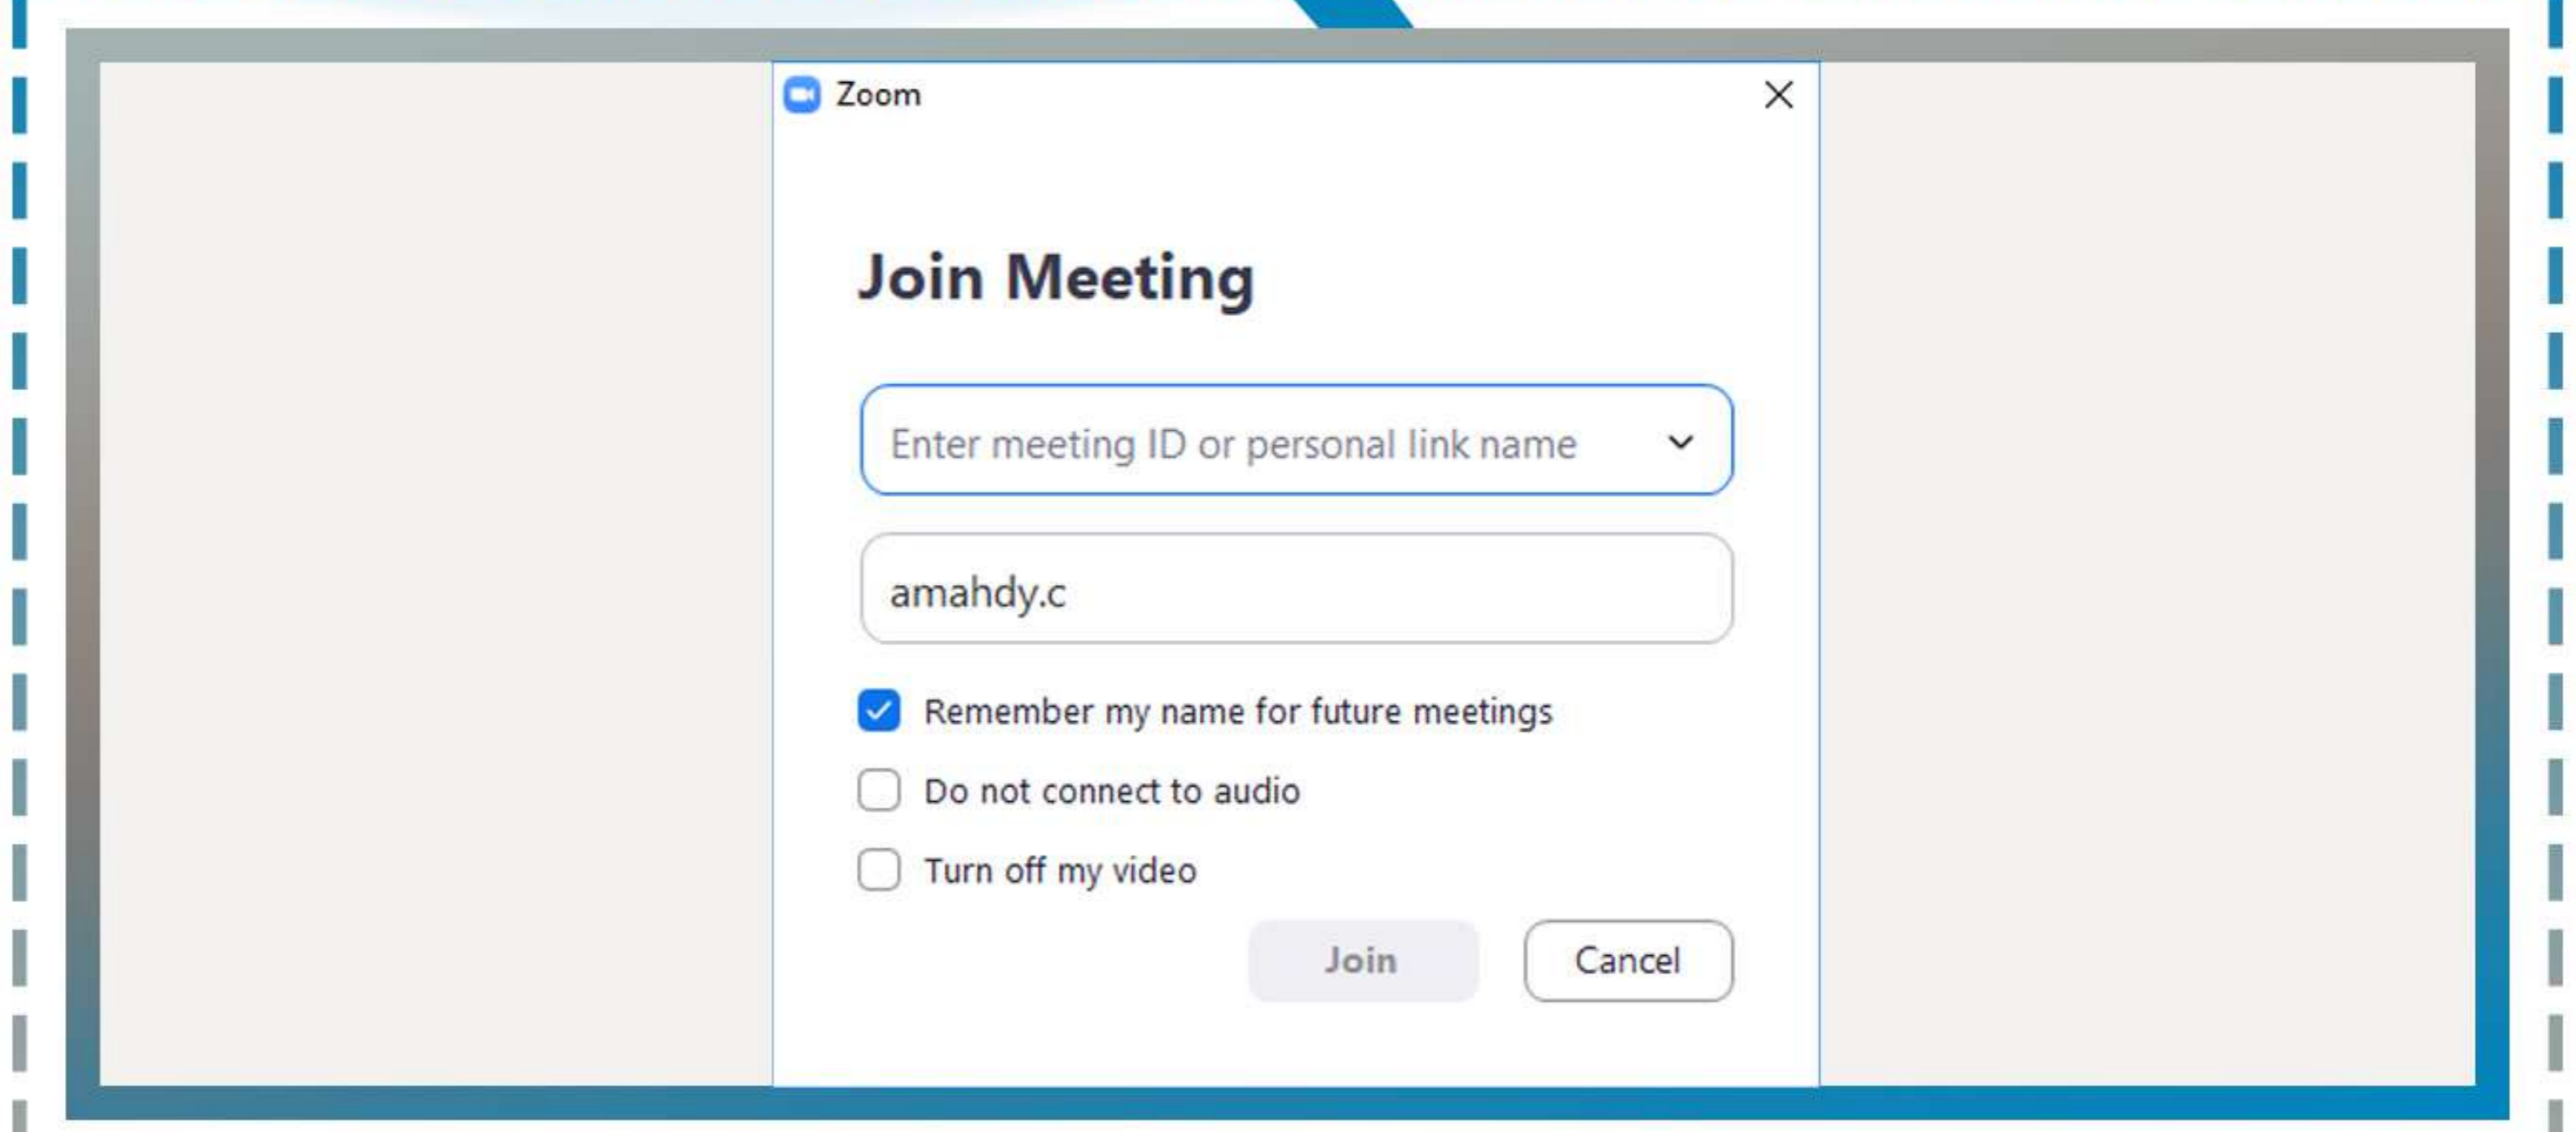 Zoom
Join Meeting
Enter meeting ID or personal link name
amahdy.c
Remember my name for future meetings
Do not connect to audio
Turn off my video
Join Cancel